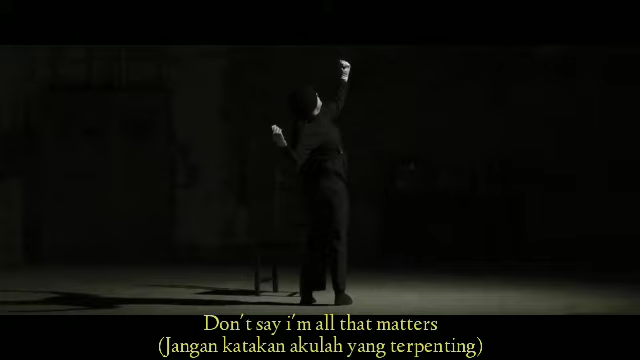 Don't say i'm all that matters
(Jangan katakan akulah yang terpenting)